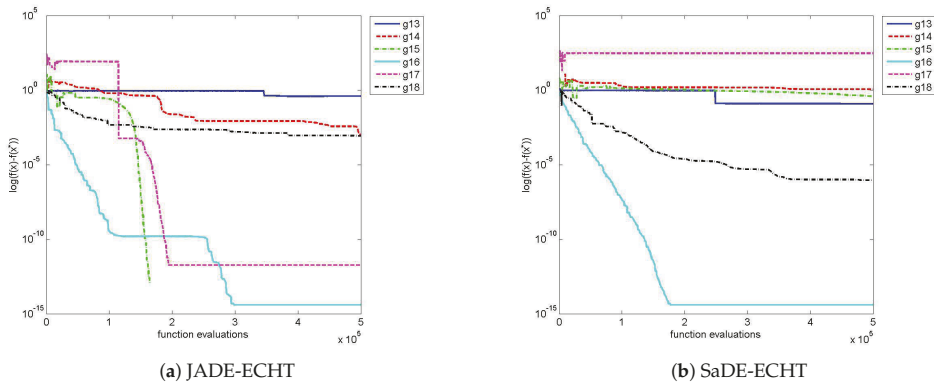 10^5
10^0
10^-5
10^-10
10^-15
log(f(x)-f(x*))
0 1 2 3 4 5
function evaluations
x 10^5
g13
g14
g15
g16
g17
g18
(a) JADE-ECHT
10^5
10^0
10^-5
10^-10
10^-15
log(f(x)-f(x*))
0 1 2 3 4 5
function evaluations
x 10^5
g13
g14
g15
g16
g17
g18
(b) SaDE-ECHT